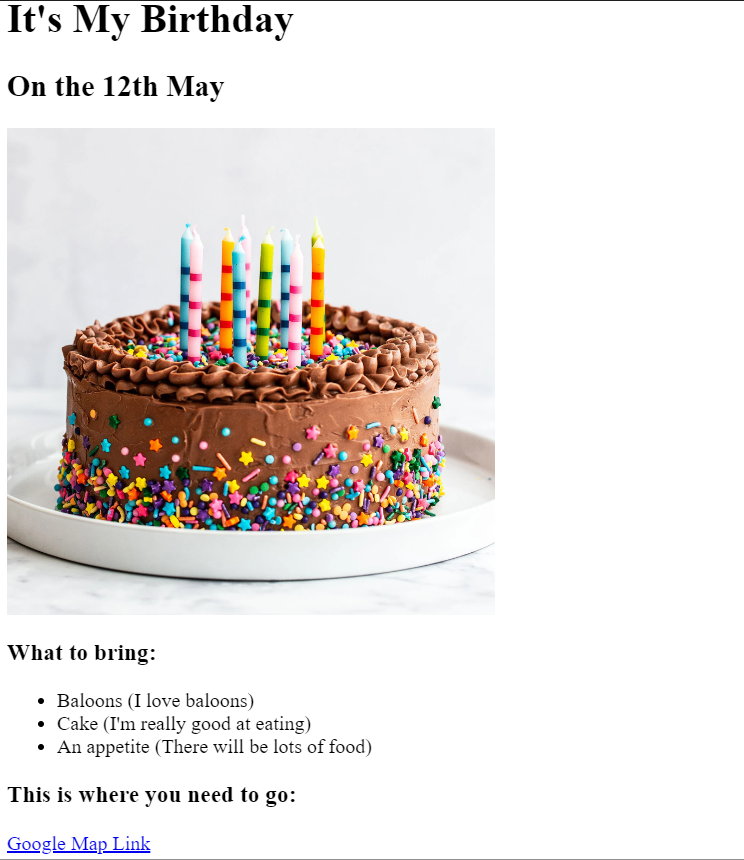 It's My Birthday
On the 12th May
What to bring:
Baloons (I love baloons)
Cake (I'm really good at eating)
An appetite (There will be lots of food)
This is where you need to go:
Google Map Link